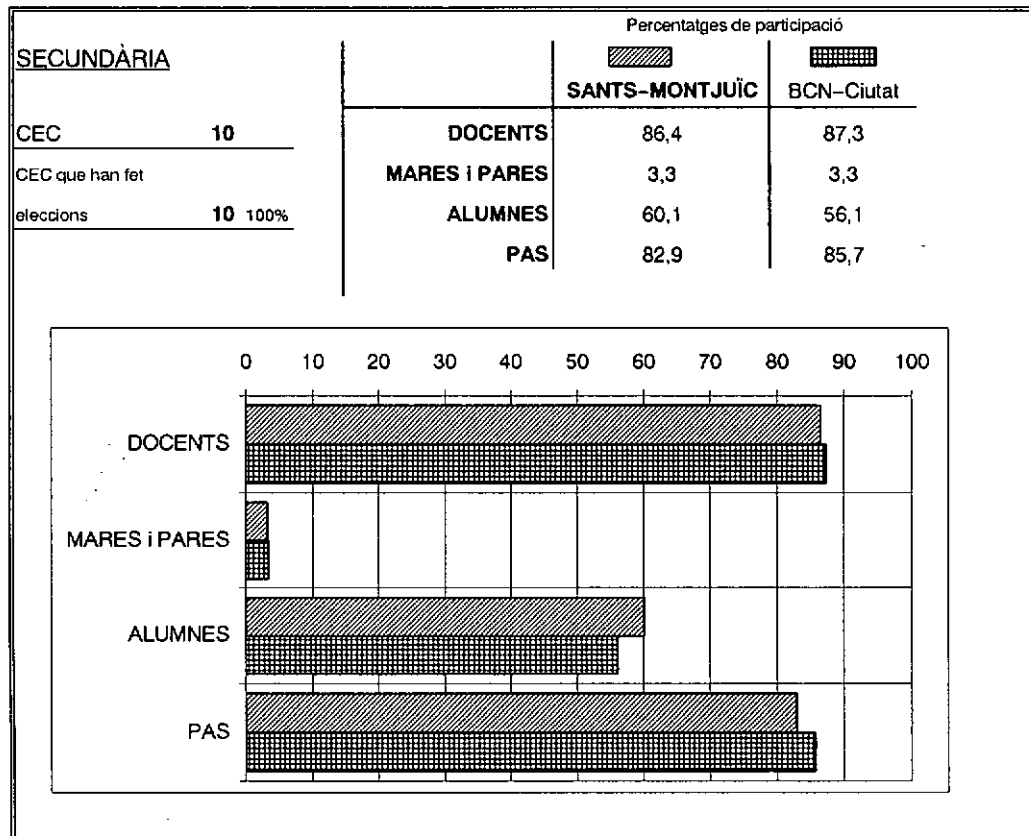 Percentatges de participació
SECUNDÀRIA
SANTS-MONTJUÏC BCN-Ciutat
CEC 10
DOCENTS 86,4 87,3
CEC que han fet
MARES i PARES 3,3 3,3
eleccions 10 100%
ALUMNES 60,1 56,1
PAS 82,9 85,7
0 10 20 30 40 50 60 70 80 90 100
DOCENTS
MARES i PARES
ALUMNES
PAS